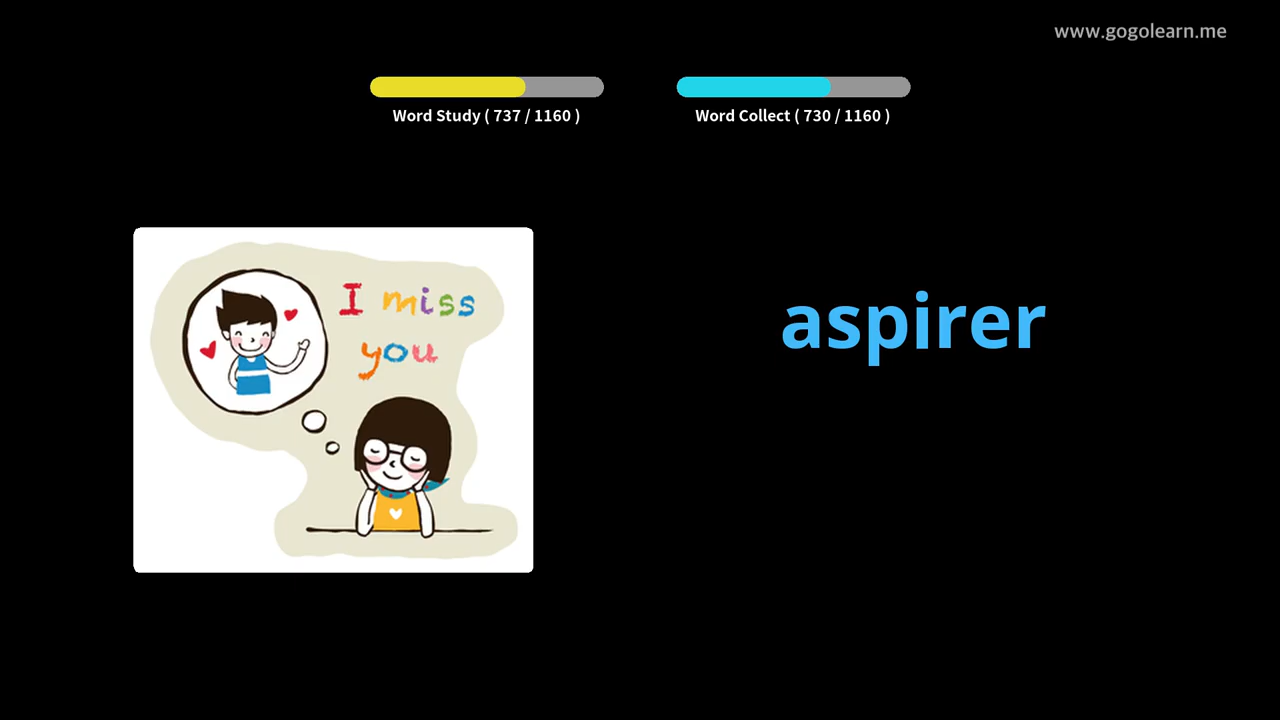 www.gogolearn.me
Word Study ( 737 / 1160 )
Word Collect ( 730 / 1160 )
I miss
you
aspirer